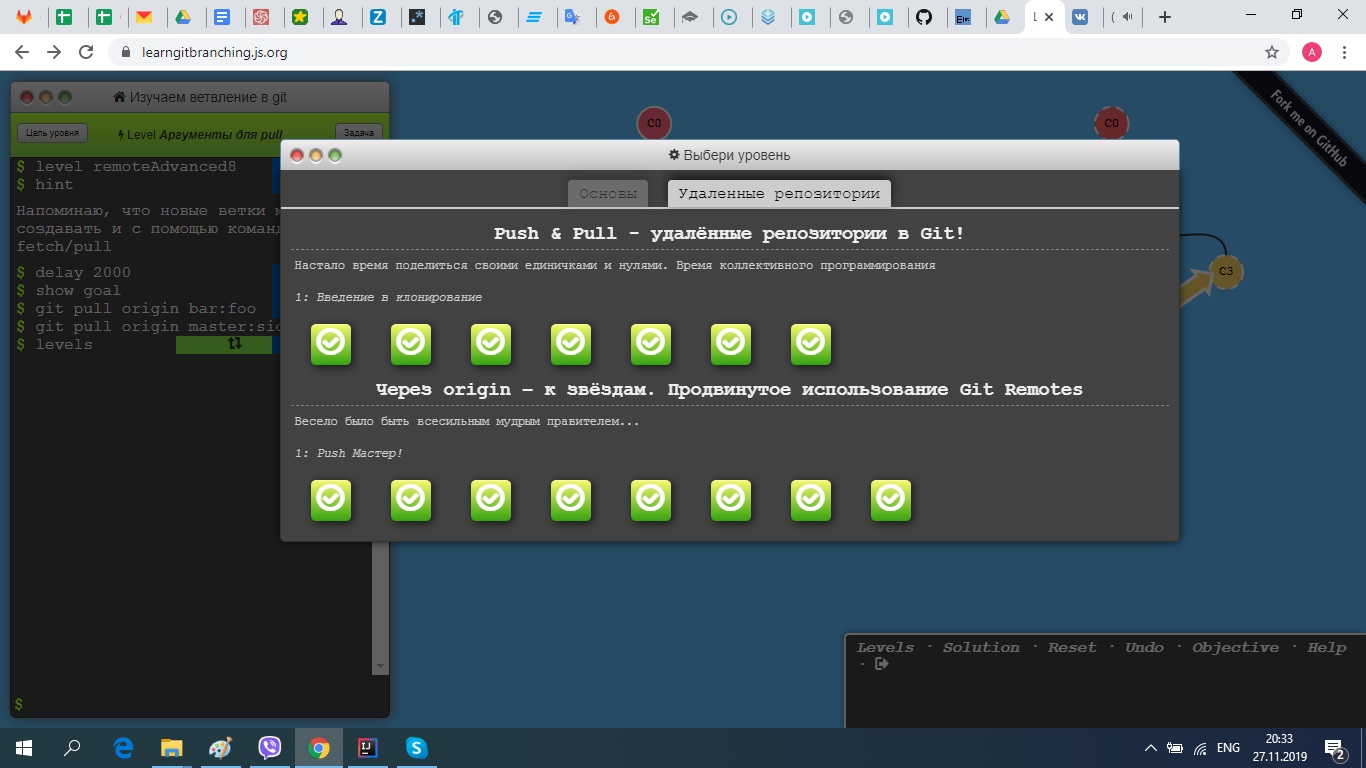 learngitbranching.js.org
A
Изучаем ветвление в git
Цель уровня
Level Аргументы для pull
Задача
$ level remoteAdvanced8
$ hint
Напоминаю, что новые ветки
создавать и с помощью
fetch/pull
$ delay 2000
$ show goal
$ git pull origin bar:foo
$ git pull origin master:
$ levels
$
C0
C0
C3
Fork me on GitHub
Выбери уровень
Основы
Удаленные репозитории
Push & Pull - удалённые репозитории в Git!
Настало время поделиться своими единичками и нулями. Время коллективного программирования
1: Введение в клонирование
Через origin – к звёздам. Продвинутое использование Git Remotes
Весело было быть всесильным мудрым правителем...
1: Push Мастер!
Levels · Solution · Reset · Undo · Objective · Help
·
ENG
20:33
27.11.2019
2